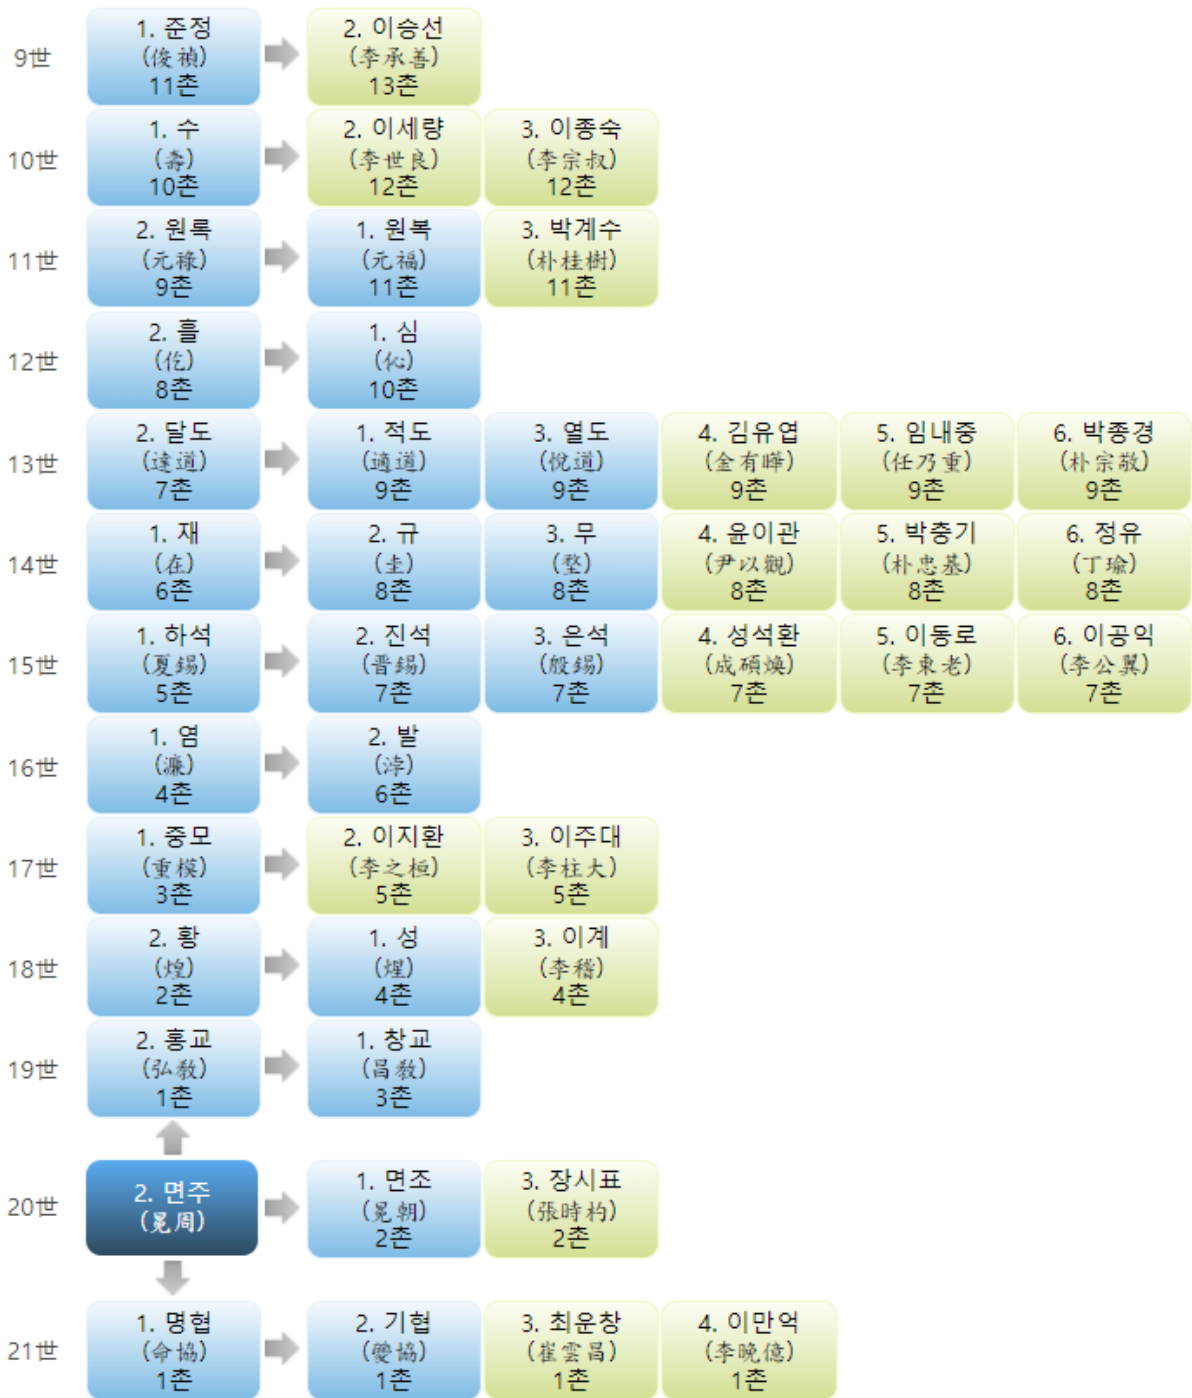 9世
1. 준정
(俊禎)
11촌
2. 이승선
(李承善)
13촌
10世
1. 수
(壽)
10촌
2. 이세량
(李世良)
12촌
3. 이종숙
(李宗叔)
12촌
11世
2. 원록
(元祿)
9촌
1. 원복
(元福)
11촌
3. 박계수
(朴桂樹)
11촌
12世
2. 흘
(仡)
8촌
1. 심
(伈)
10촌
13世
2. 달도
(達道)
7촌
1. 적도
(適道)
9촌
3. 열도
(悅道)
9촌
4. 김유엽
(金有曄)
9촌
5. 임내중
(任乃重)
9촌
6. 박종경
(朴宗敬)
9촌
14世
1. 재
(在)
6촌
2. 규
(圭)
8촌
3. 무
(堥)
8촌
4. 윤이관
(尹以觀)
8촌
5. 박충기
(朴忠基)
8촌
6. 정유
(丁瑜)
8촌
15世
1. 하석
(夏錫)
5촌
2. 진석
(晋錫)
7촌
3. 은석
(殷錫)
7촌
4. 성석환
(成碩煥)
7촌
5. 이동로
(李東老)
7촌
6. 이공익
(李公翼)
7촌
16世
1. 염
(濂)
4촌
2. 발
(浡)
6촌
17世
1. 중모
(重模)
3촌
2. 이지환
(李之桓)
5촌
3. 이주대
(李柱大)
5촌
18世
2. 황
(煌)
2촌
1. 성
(煋)
4촌
3. 이계
(李稽)
4촌
19世
2. 홍교
(弘敎)
1촌
1. 창교
(昌敎)
3촌
20世
2. 면주
(冕周)
1. 면조
(冕朝)
2촌
3. 장시표
(張時杓)
2촌
21世
1. 명협
(命協)
1촌
2. 기협
(夔協)
1촌
3. 최운창
(崔雲昌)
1촌
4. 이만억
(李晩億)
1촌